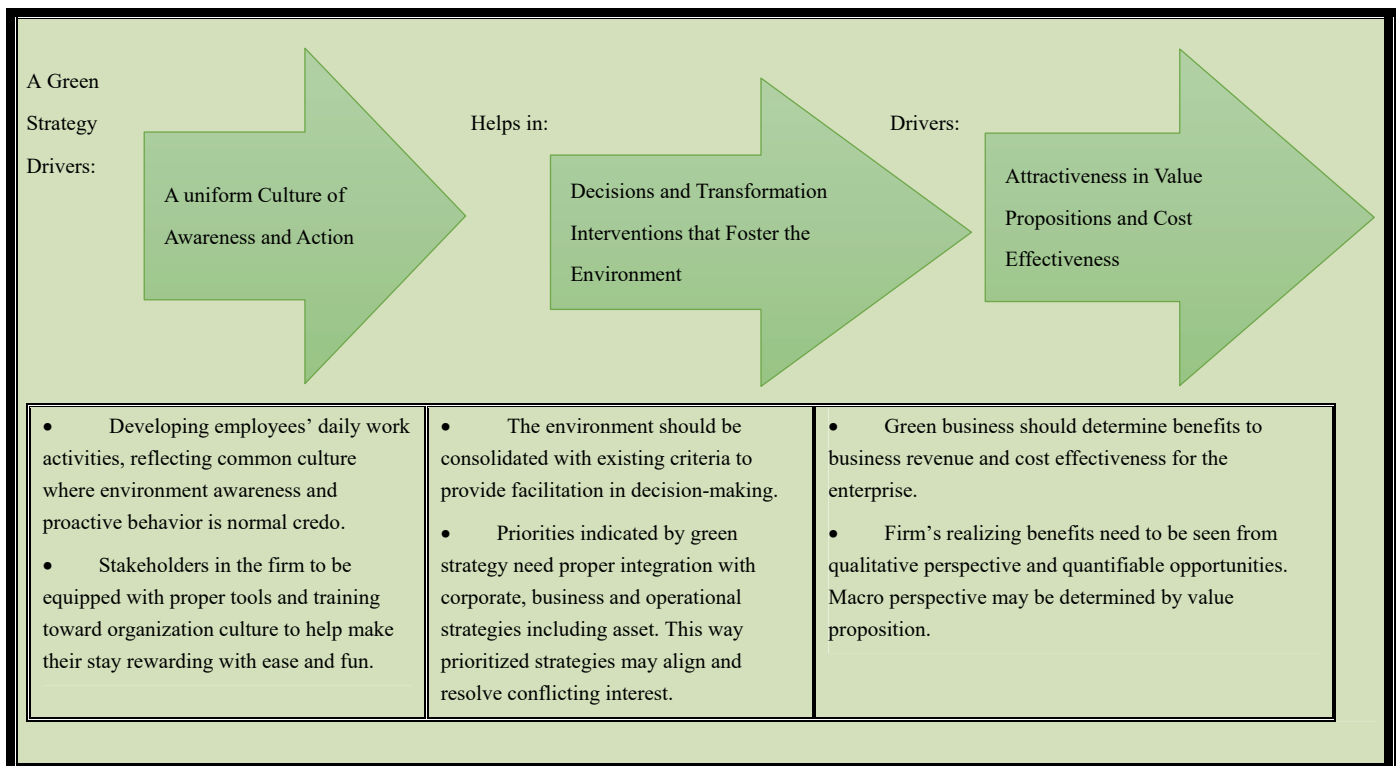 A Green
Strategy
Drivers:
A uniform Culture of
Awareness and Action
Helps in:
Decisions and Transformation
Interventions that Foster the
Environment
Drivers:
Attractiveness in Value
Propositions and Cost
Effectiveness
• Developing employees’ daily work
activities, reflecting common culture
where environment awareness and
proactive behavior is normal credo.
• Stakeholders in the firm to be
equipped with proper tools and training
toward organization culture to help make
their stay rewarding with ease and fun.
• The environment should be
consolidated with existing criteria to
provide facilitation in decision-making.
• Priorities indicated by green
strategy need proper integration with
corporate, business and operational
strategies including asset. This way
prioritized strategies may align and
resolve conflicting interest.
• Green business should determine benefits to
business revenue and cost effectiveness for the
enterprise.
• Firm’s realizing benefits need to be seen from
qualitative perspective and quantifiable opportunities.
Macro perspective may be determined by value
proposition.